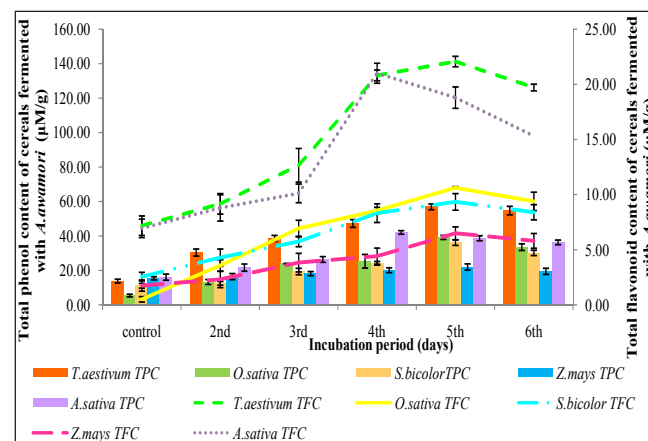 Total phenol content of cereals fermented
with A.awamori (µM/g)
160.00
140.00
120.00
100.00
80.00
60.00
40.00
20.00
0.00
25.00
20.00
15.00
10.00
5.00
0.00
Total flavonoid content of cereals fermented
with A.awamori (µM/g)
control 2nd 3rd 4th 5th 6th
Incubation period (days)
T.aestivum TPC O.sativa TPC S.bicolorTPC Z.mays TPC
A.sativa TPC T.aestivum TFC O.sativa TFC S.bicolor TFC
Z.mays TFC A.sativa TFC